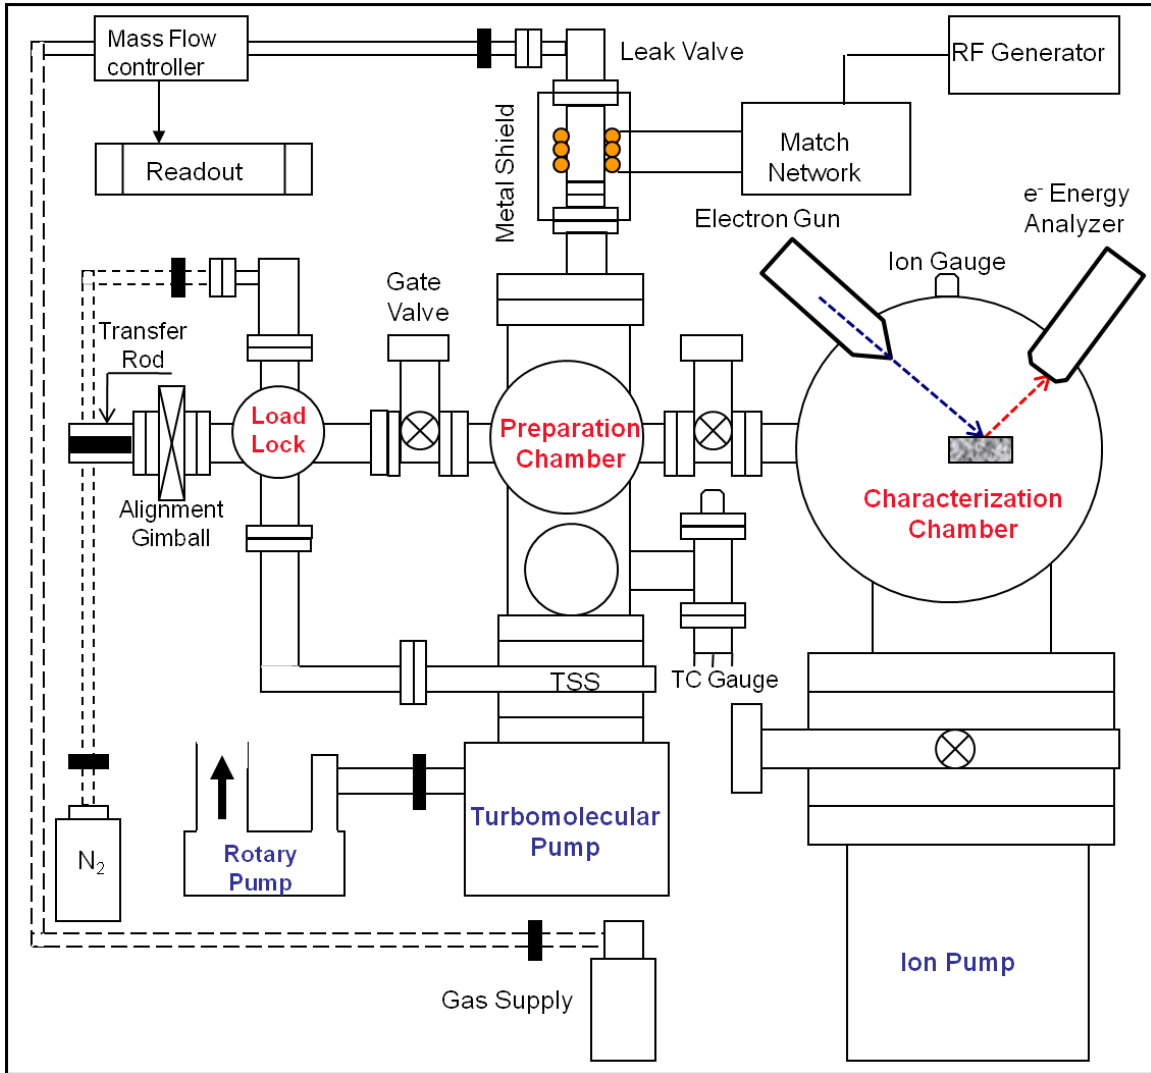 Mass Flow
controller
Leak Valve
RF Generator
Readout
Metal Shield
Match
Network
Electron Gun
e⁻ Energy
Analyzer
Gate
Valve
Ion Gauge
Transfer
Rod
Load
Lock
Preparation
Chamber
Characterization
Chamber
Alignment
Gimball
TSS
TC Gauge
Turbomolecular
Pump
Rotary
Pump
N₂
Ion Pump
Gas Supply